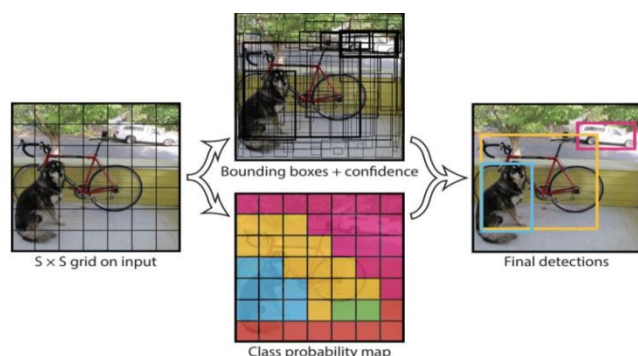 Bounding boxes + confidence
S × S grid on input
Final detections
Class probability map